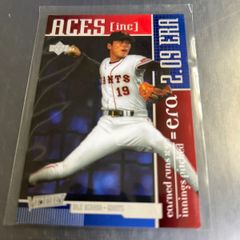 ACES [inc]
2.09 ERA
= era
earned runs x 9
innings pitched
GIANTS
19